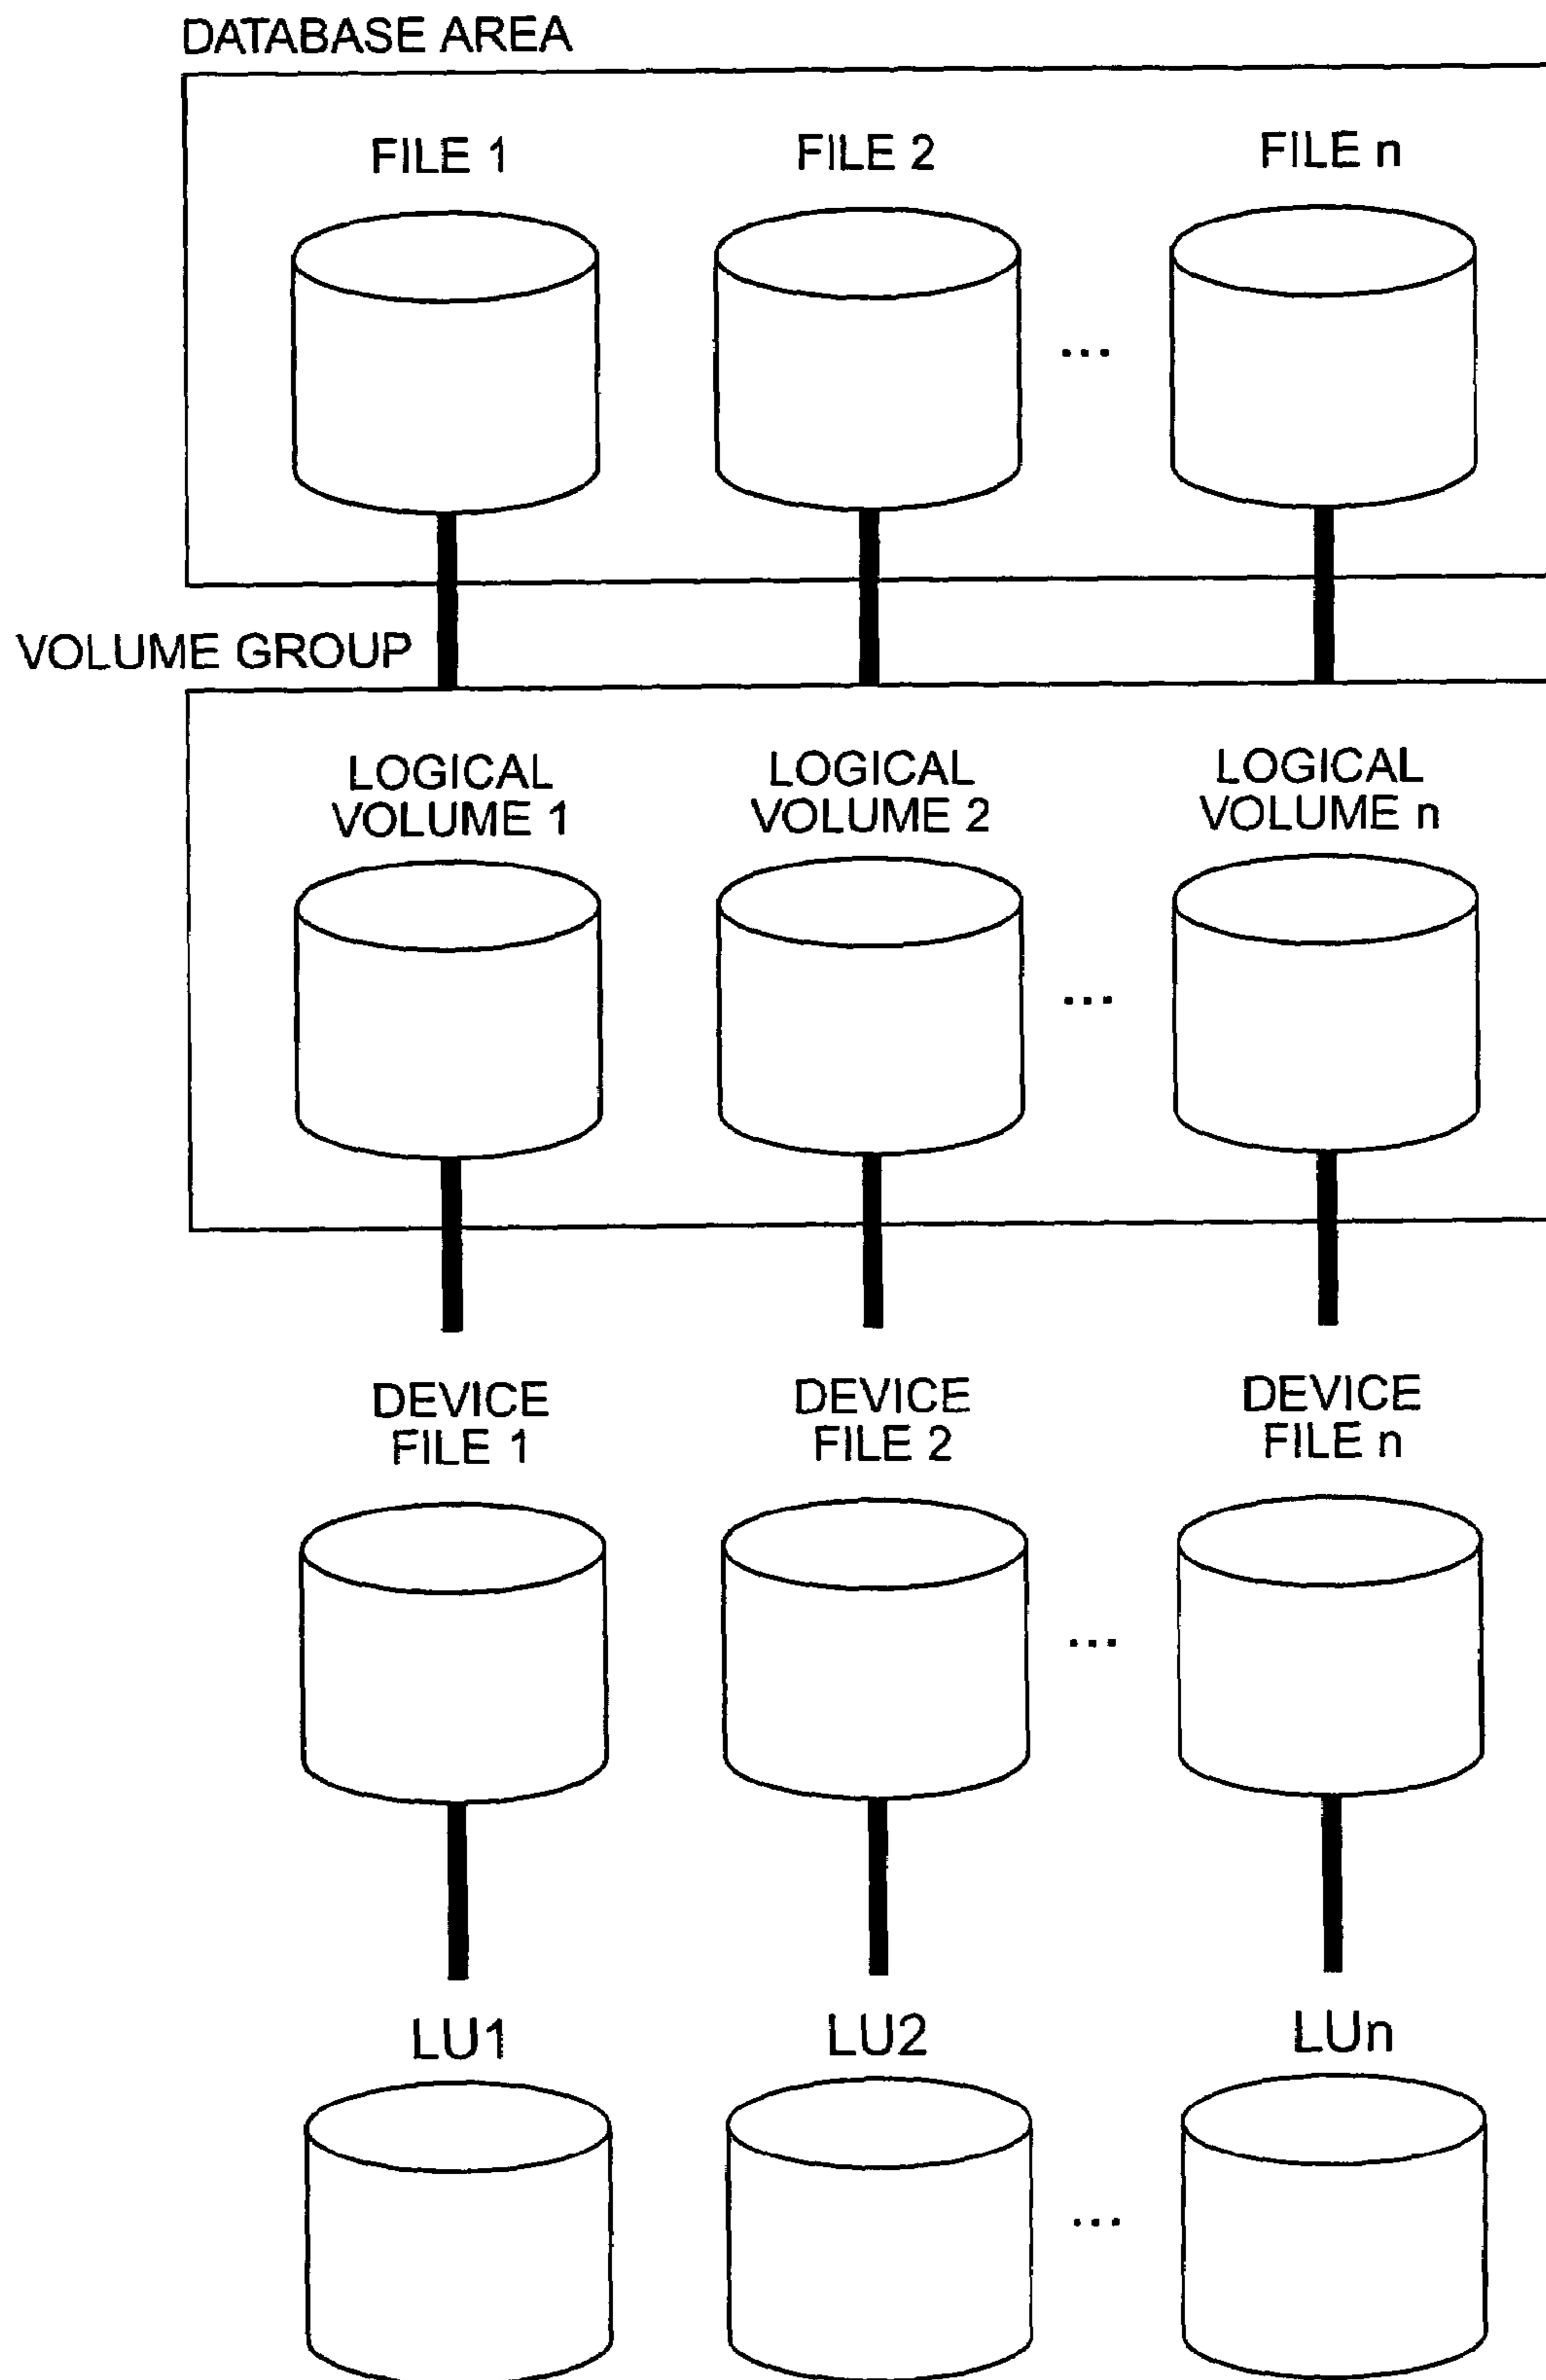 DATABASE AREA
FILE 1
FILE 2
...
FILE n
VOLUME GROUP
LOGICAL
VOLUME 1
LOGICAL
VOLUME 2
...
LOGICAL
VOLUME n
DEVICE
FILE 1
DEVICE
FILE 2
...
DEVICE
FILE n
LU1
LU2
...
LUn